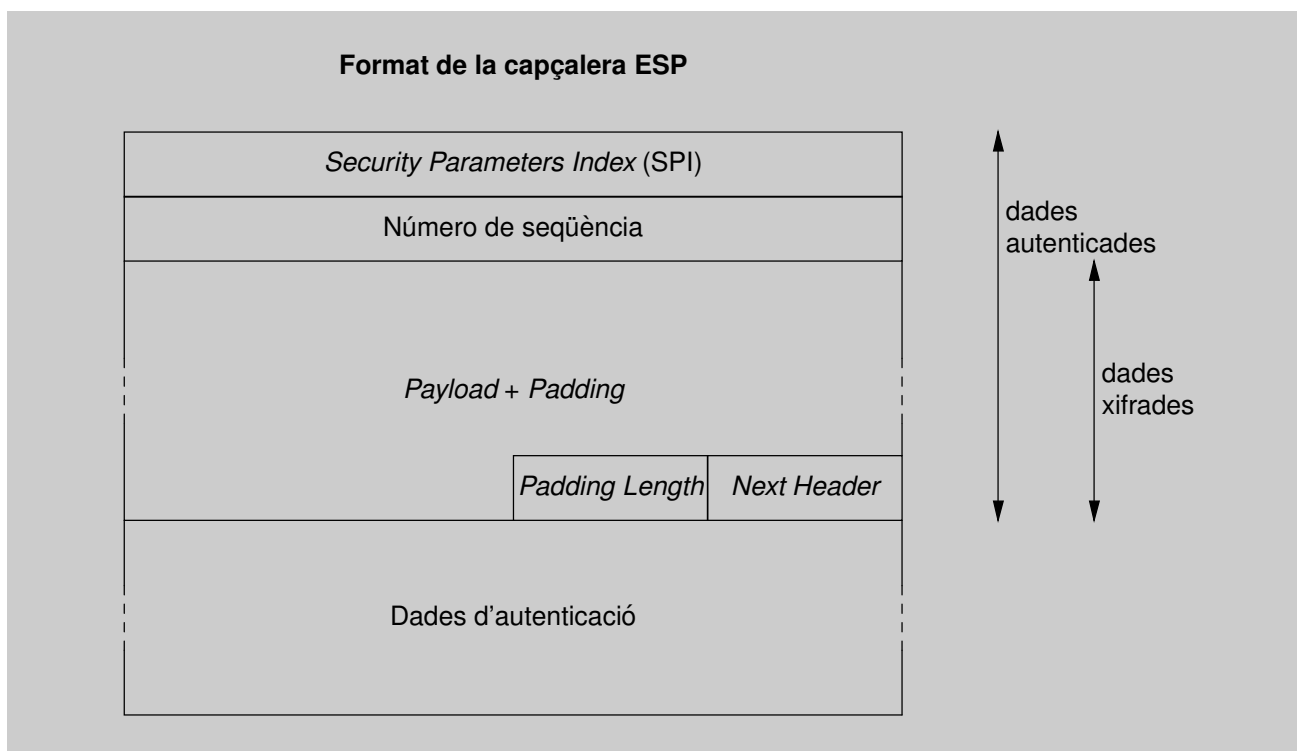 Format de la capçalera ESP
Security Parameters Index (SPI)
Número de seqüència
dades
autenticades
Payload + Padding
dades
xifrades
Padding Length
Next Header
Dades d'autenticació